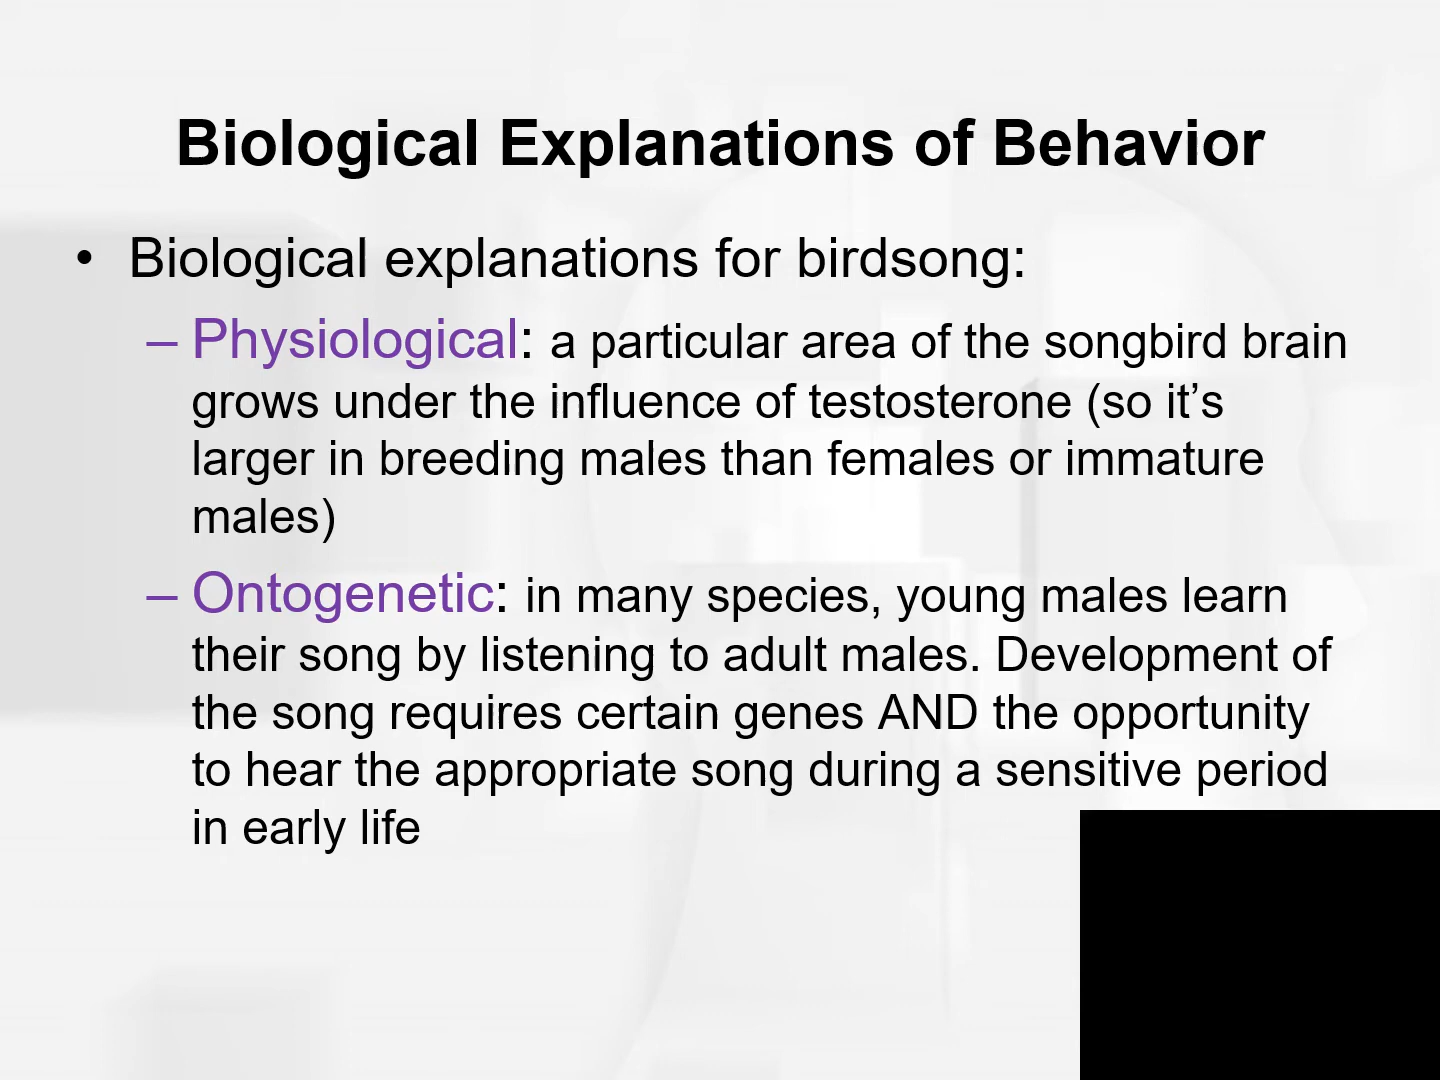 Biological Explanations of Behavior
• Biological explanations for birdsong:
– Physiological: a particular area of the songbird brain
grows under the influence of testosterone (so it’s
larger in breeding males than females or immature
males)
– Ontogenetic: in many species, young males learn
their song by listening to adult males. Development of
the song requires certain genes AND the opportunity
to hear the appropriate song during a sensitive period
in early life